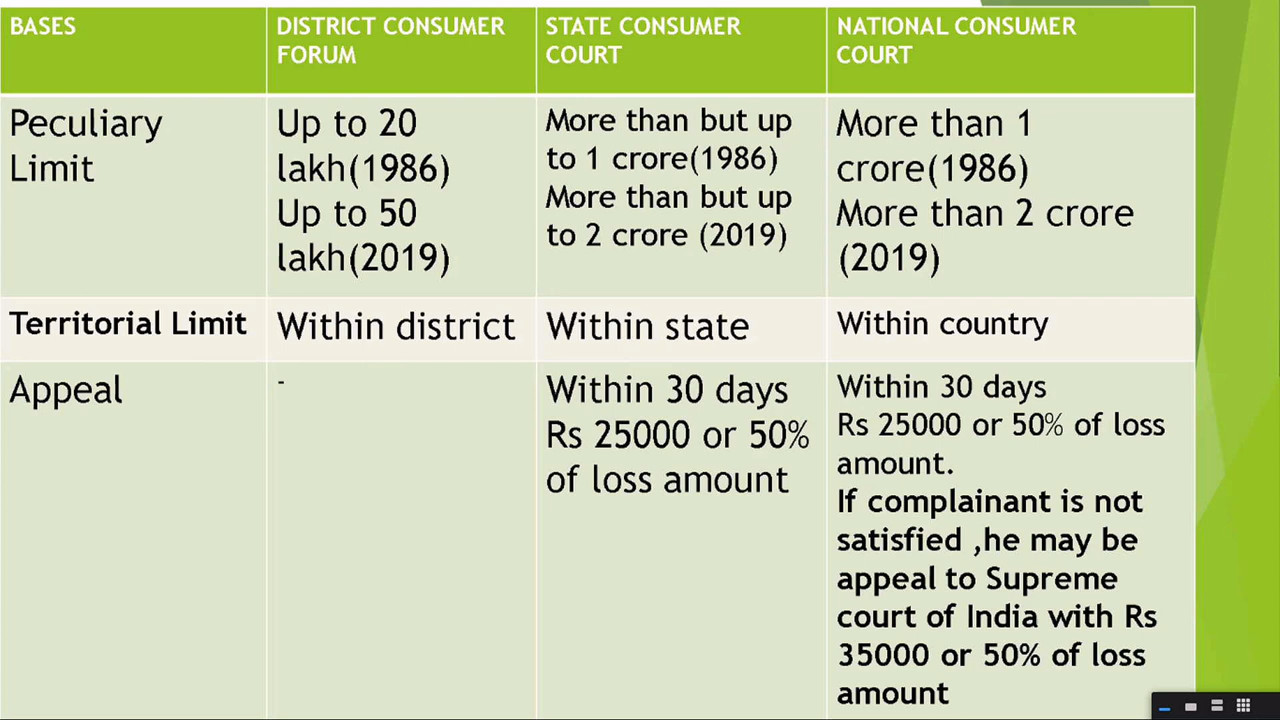 BASES
DISTRICT CONSUMER
FORUM
STATE CONSUMER
COURT
NATIONAL CONSUMER
COURT
Peculiary
Limit
Up to 20
lakh(1986)
Up to 50
lakh(2019)
More than but up
to 1 crore(1986)
More than but up
to 2 crore (2019)
More than 1
crore(1986)
More than 2 crore
(2019)
Territorial Limit
Within district
Within state
Within country
Appeal
-
Within 30 days
Rs 25000 or 50%
of loss amount
Within 30 days
Rs 25000 or 50% of loss
amount.
If complainant is not
satisfied ,he may be
appeal to Supreme
court of India with Rs
35000 or 50% of loss
amount